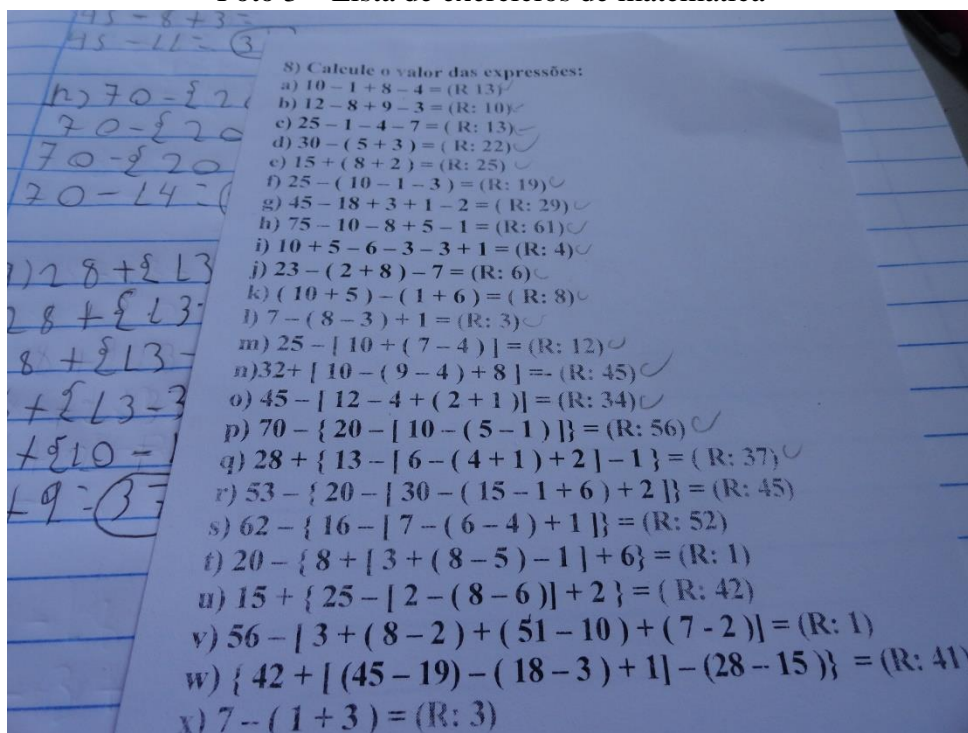 Foto 3 – Lista de exercícios de matemática
45 – 8 + 3 =
45 – 11 = 3
n) 70 – { 20
70 – { 20
70 – { 20
70 – 14 = (
28 + { 13
28 + { 13 -
8 + { 13 -
+ { 13 – 3
+ { 10 – 1
+ 9 = 37
8) Calcule o valor das expressões:
a) 10 – 1 + 8 – 4 = (R 13)
b) 12 – 8 + 9 – 3 = (R: 10)
c) 25 – 1 – 4 – 7 = ( R: 13)
d) 30 – ( 5 + 3 ) = ( R: 22)
e) 15 + ( 8 + 2 ) = (R: 25)
f) 25 – ( 10 – 1 – 3 ) = (R: 19)
g) 45 – 18 + 3 + 1 – 2 = ( R: 29)
h) 75 – 10 – 8 + 5 – 1 = (R: 61)
i) 10 + 5 – 6 – 3 – 3 + 1 = (R: 4)
j) 23 – ( 2 + 8 ) – 7 = (R: 6)
k) ( 10 + 5 ) – ( 1 + 6 ) = ( R: 8)
l) 7 – ( 8 – 3 ) + 1 = (R: 3)
m) 25 – [ 10 + ( 7 – 4 ) ] = (R: 12)
n)32+ [ 10 – ( 9 – 4 ) + 8 ] =- (R: 45)
o) 45 – [ 12 – 4 + ( 2 + 1 )] = (R: 34)
p) 70 – { 20 – [ 10 – ( 5 – 1 ) ]} = (R: 56)
q) 28 + { 13 – [ 6 – ( 4 + 1 ) + 2 ] – 1 } = ( R: 37)
r) 53 – { 20 – [ 30 – ( 15 – 1 + 6 ) + 2 ]} = (R: 45)
s) 62 – { 16 – [ 7 – ( 6 – 4 ) + 1 ]} = (R: 52)
t) 20 – { 8 + [ 3 + ( 8 – 5 ) – 1 ] + 6} = (R: 1)
u) 15 + { 25 – [ 2 – ( 8 – 6 )] + 2 } = ( R: 42)
v) 56 – [ 3 + ( 8 – 2 ) + ( 51 – 10 ) + ( 7 - 2 )] = (R: 1)
w) { 42 + [ (45 – 19) – ( 18 – 3 ) + 1] – (28 – 15 )} = (R: 41)
x) 7 – ( 1 + 3 ) = (R: 3)